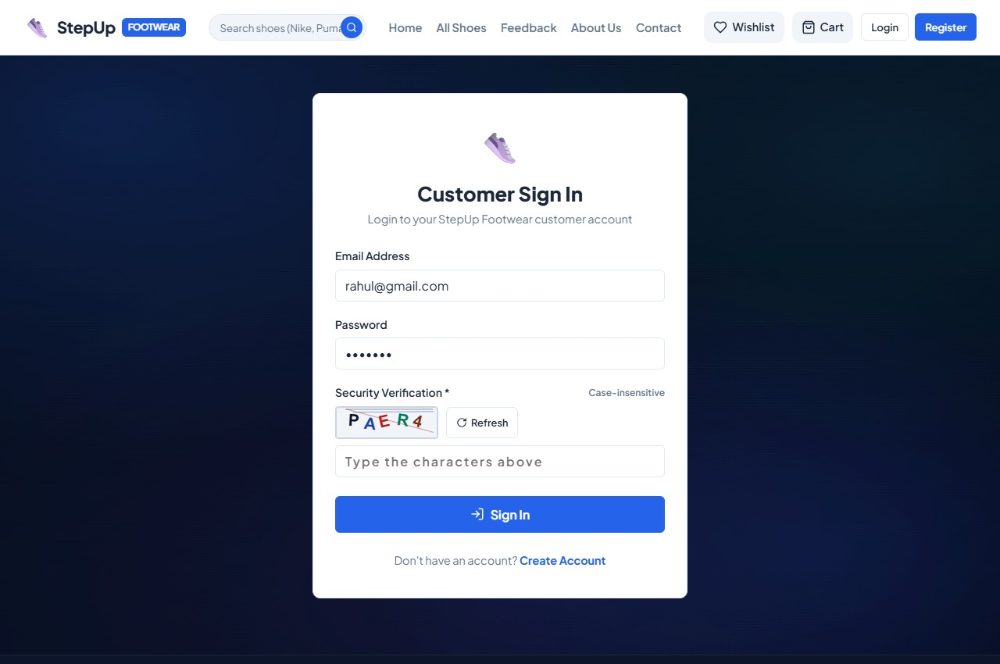 StepUp FOOTWEAR
Search shoes (Nike, Puma
Home All Shoes Feedback About Us Contact
Wishlist Cart Login Register
Customer Sign In
Login to your StepUp Footwear customer account
Email Address
rahul@gmail.com
Password
•••••••
Security Verification * Case-insensitive
PAER4 Refresh
Type the characters above
Sign In
Don't have an account? Create Account